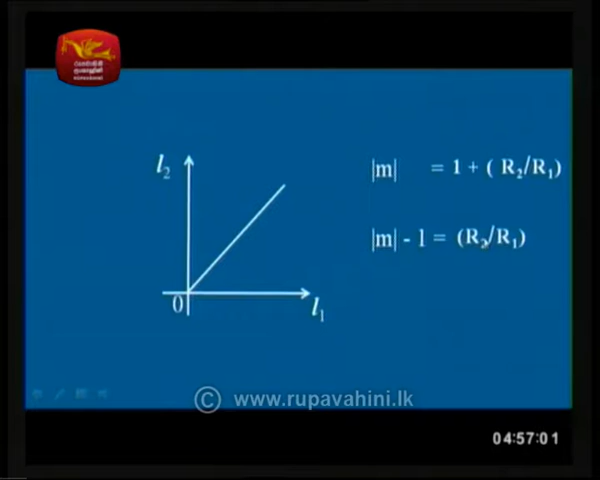 l₂
|m| = 1 + ( R₂/R₁)
|m| - 1 = (R₂/R₁)
0
l₁
© www.rupavahini.lk
04:57:01